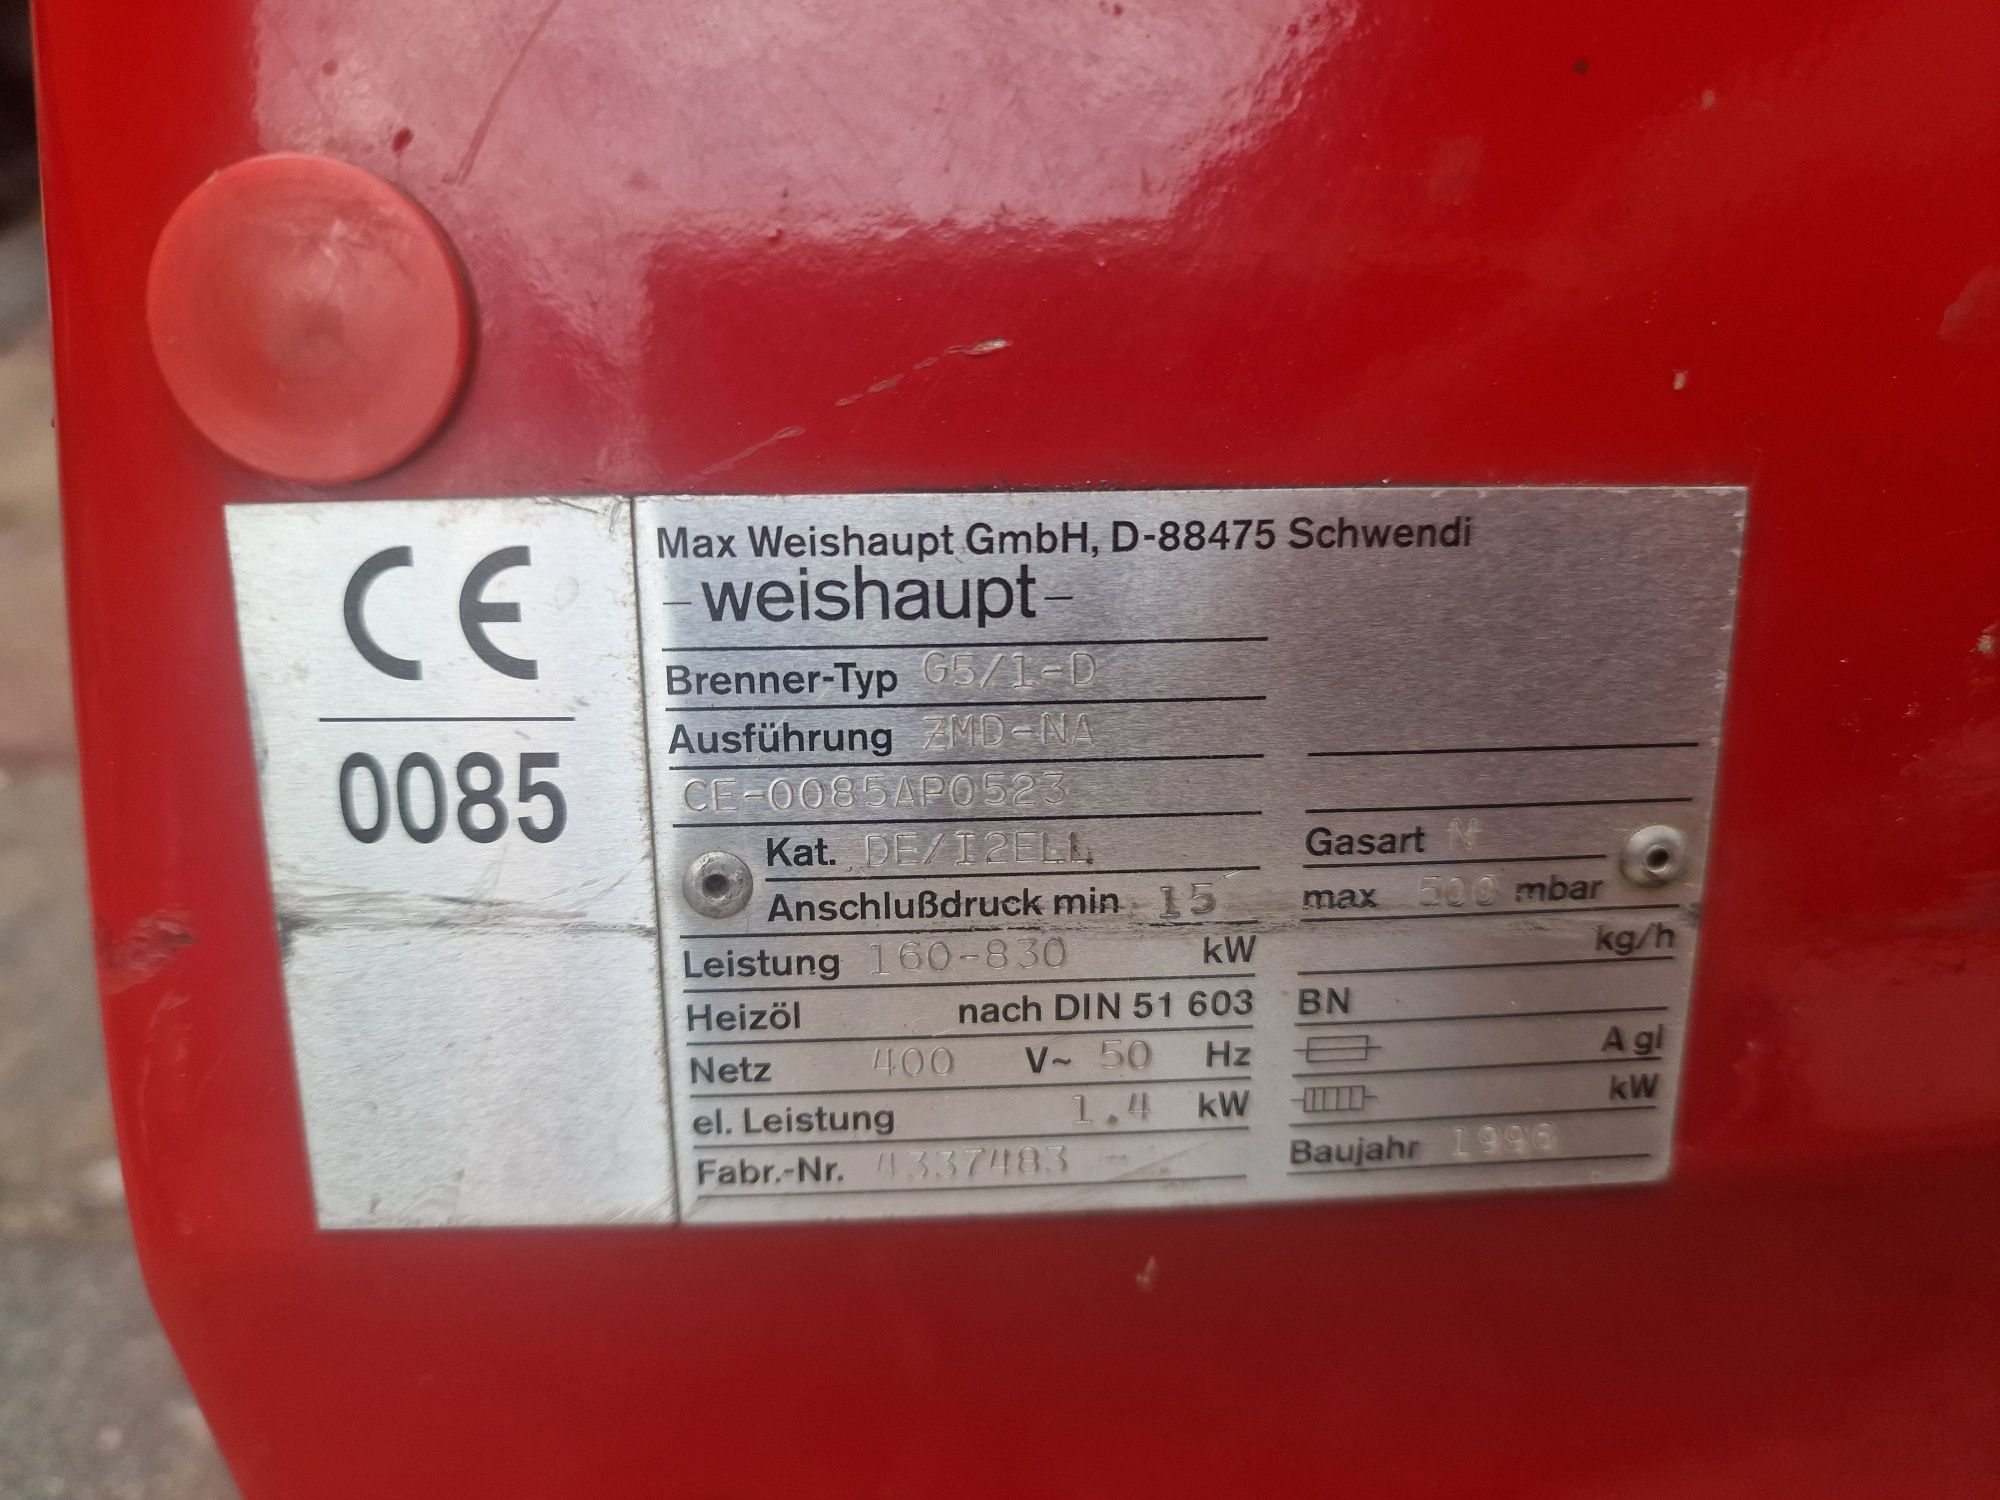 CE
0085
Max Weishaupt GmbH, D-88475 Schwendi
-weishaupt-
Brenner-Typ G5/1-D
Ausführung ZMD-NA
CE-0085AP0523
Kat. DE/I2ELL Gasart N
Anschlußdruck min 15 max 500 mbar
Leistung 160-830 kW kg/h
Heizöl nach DIN 51 603 BN
Netz 400 V~ 50 Hz A gl
el. Leistung 1.4 kW kW
Fabr.-Nr. 4337483 Baujahr 1996